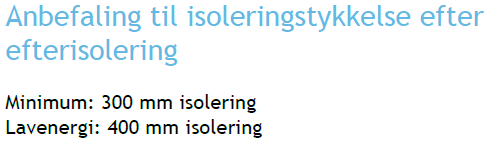 Anbefaling til isoleringstykkelse efter
efterisolering
Minimum: 300 mm isolering
Lavenergi: 400 mm isolering